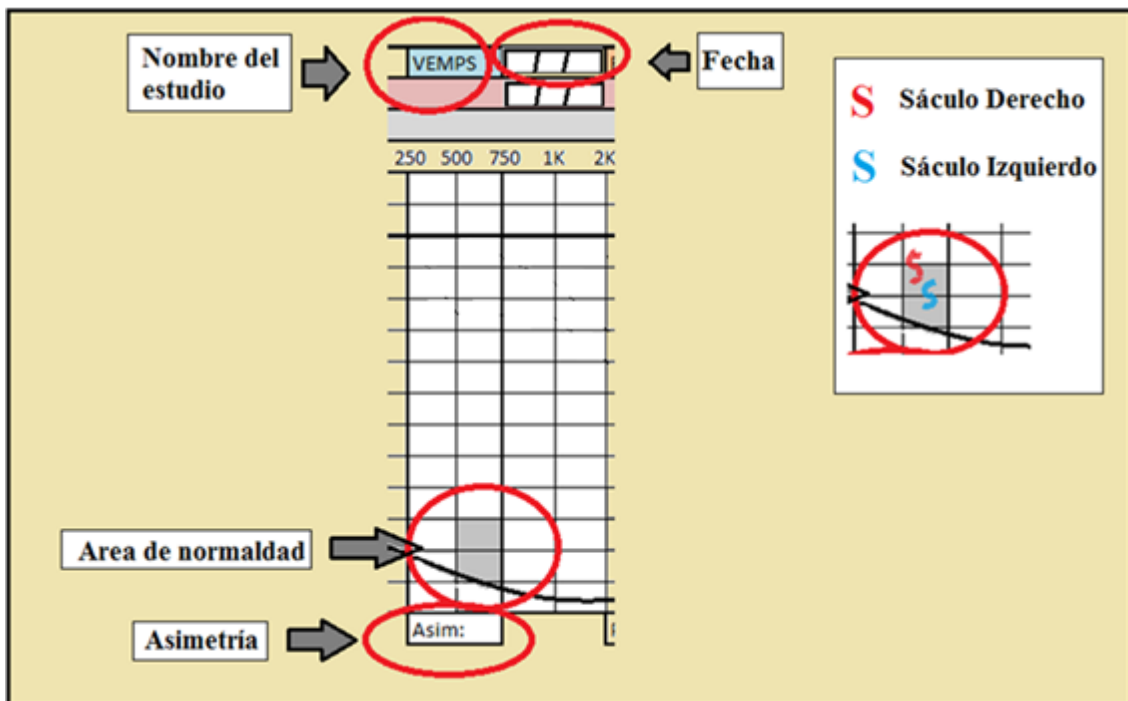 Nombre del
estudio
VEMPS
Fecha
250 500 750 1K 2K
Area de normaldad
Asimetría
Asim:
S Sáculo Derecho
S Sáculo Izquierdo
S
S